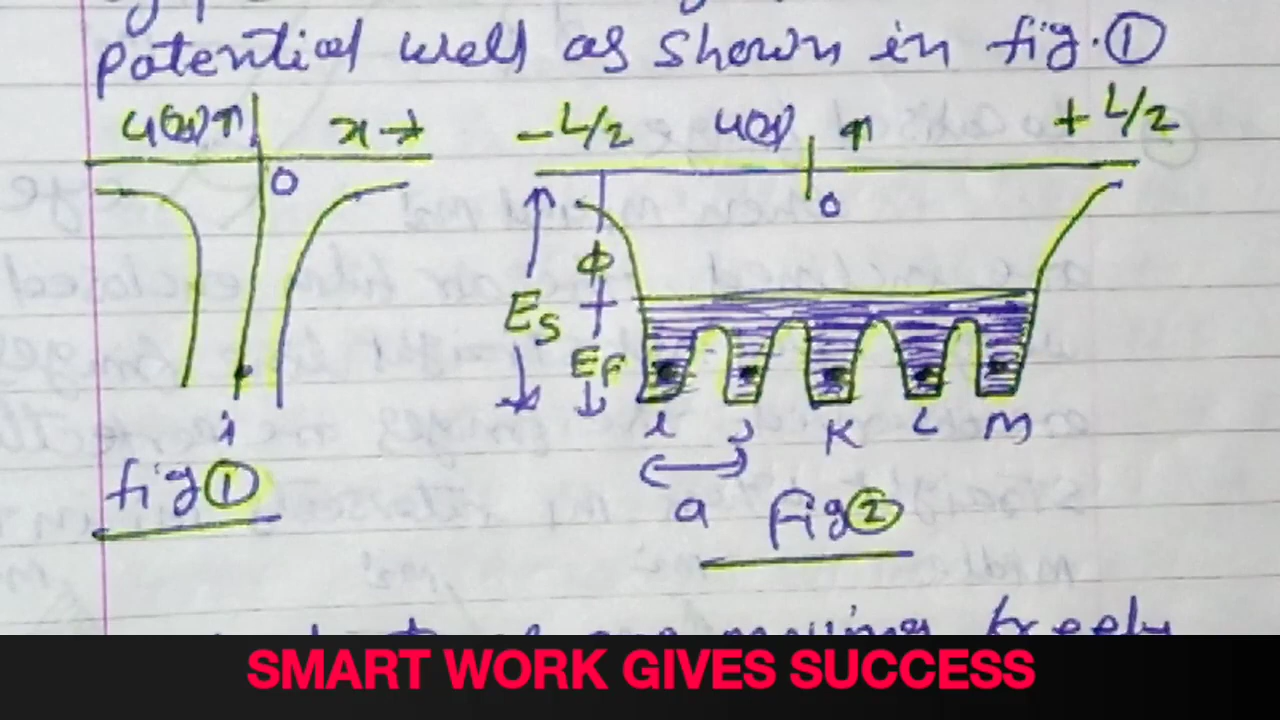 potential well as shown in fig. ①
U(x)↑ x→ -L/2 U(x) ↑ +L/2
0 0
φ
Es
EF
i i J K L M
fig ① a fig ②
SMART WORK GIVES SUCCESS